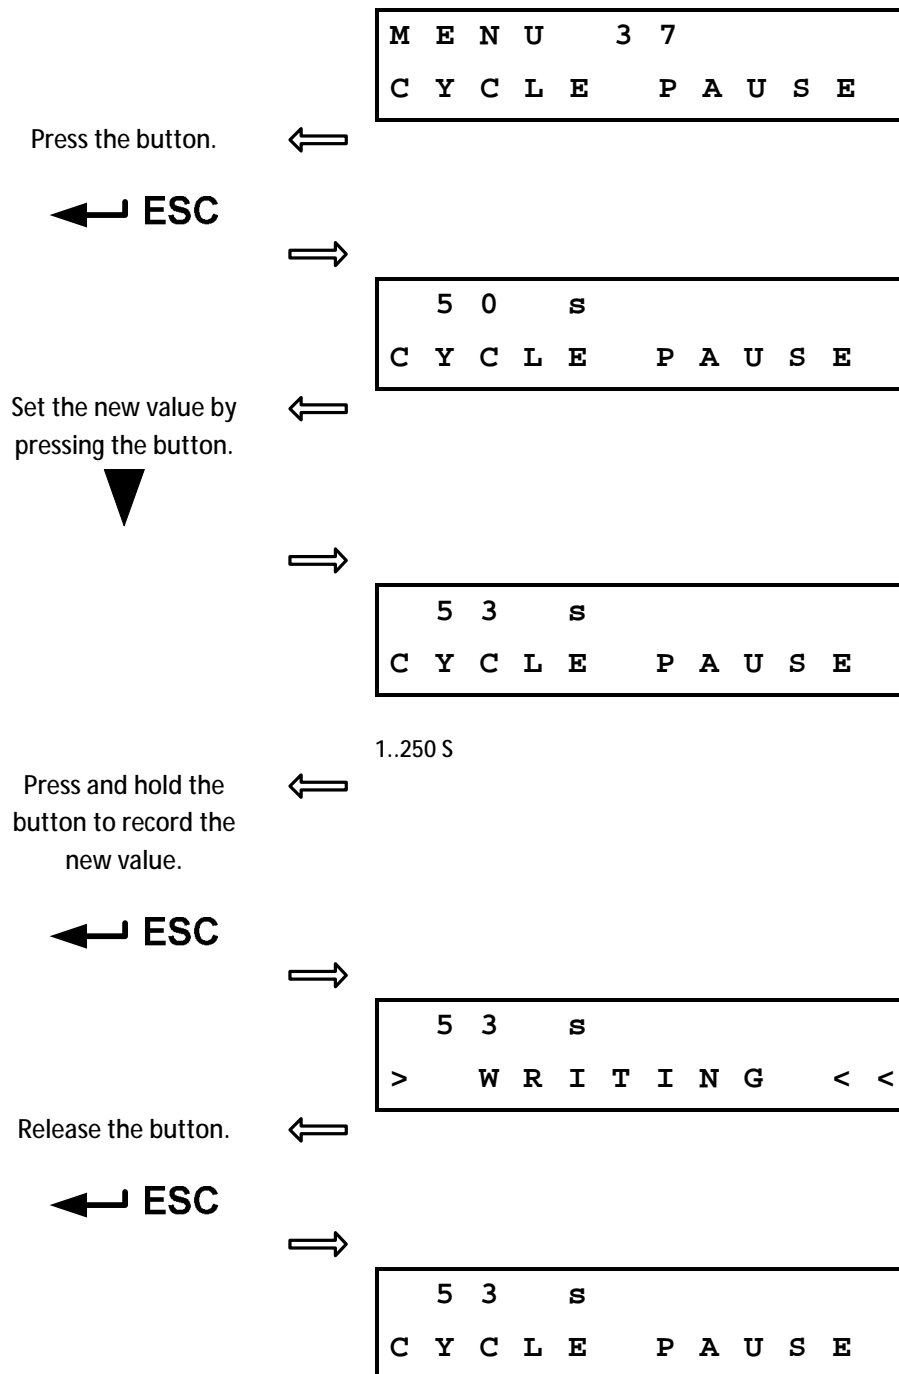 MENU 37
CYCLE PAUSE
Press the button.
ESC
50 s
CYCLE PAUSE
Set the new value by
pressing the button.
53 s
CYCLE PAUSE
1..250 S
Press and hold the
button to record the
new value.
ESC
53 s
> WRITING <<
Release the button.
ESC
53 s
CYCLE PAUSE